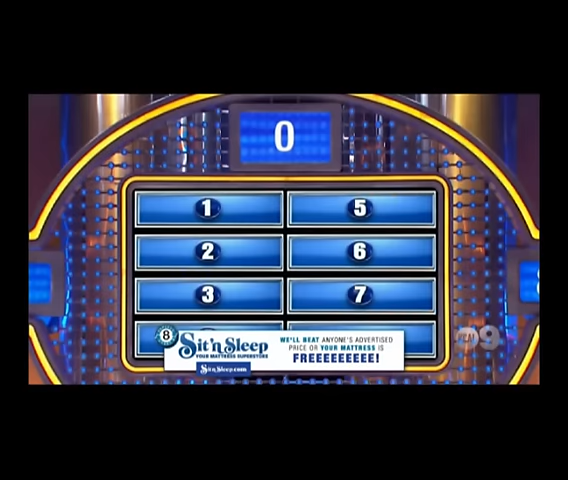 0
1
5
2
6
3
7
8
Sit'n Sleep
YOUR MATTRESS SUPERSTORE
SitnSleep.com
WE'LL BEAT ANYONE'S ADVERTISED
PRICE OR YOUR MATTRESS IS
FREEEEEEEEE!
9